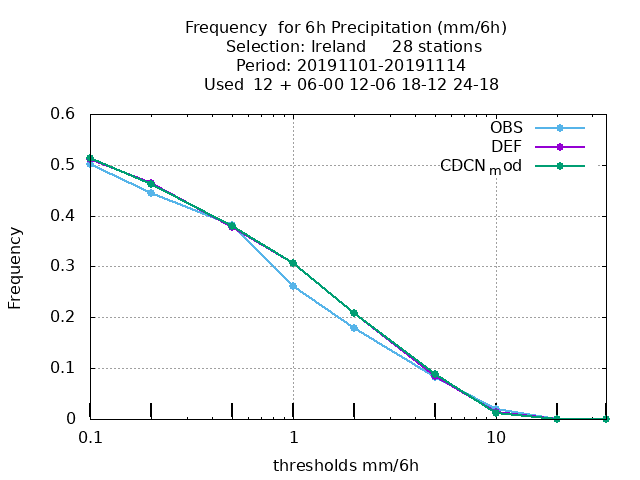 Frequency  for 6h Precipitation (mm/6h)
Selection: Ireland     28 stations
Period: 20191101-20191114
Used  12 + 06-00 12-06 18-12 24-18
OBS
DEF
CDCNmod
0.6
0.5
0.4
0.3
0.2
0.1
0
Frequency
0.1
1
10
thresholds mm/6h